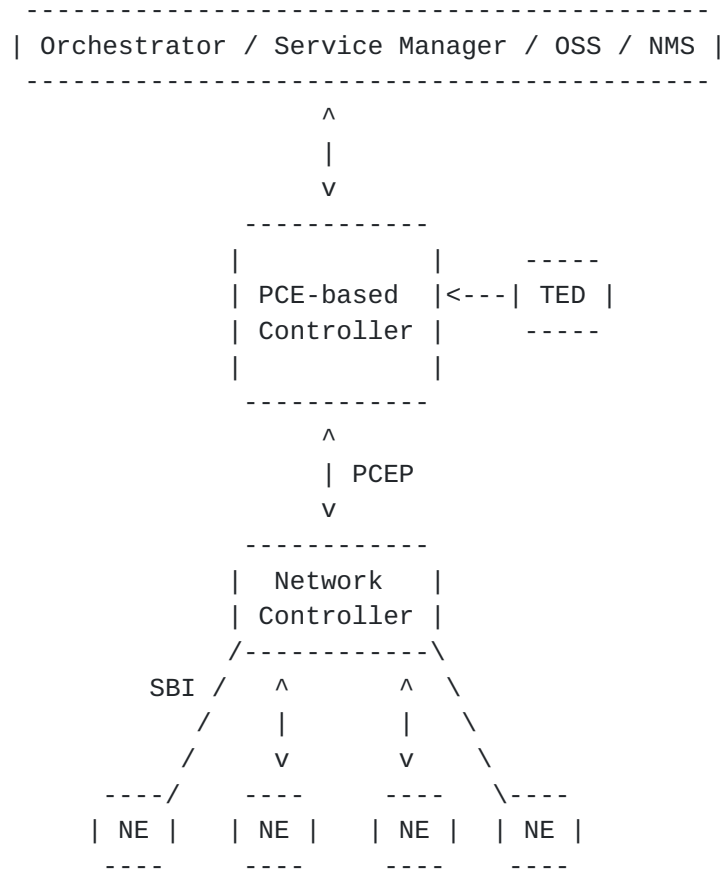 --------------------------------------------
| Orchestrator / Service Manager / OSS / NMS |
--------------------------------------------
^
|
v
------------
|            |     -----
| PCE-based  |<---| TED |
| Controller |     -----
|            |
------------
^
| PCEP
v
------------
|  Network   |
| Controller |
/------------\
SBI /   ^       ^  \
/    |       |   \
/     v       v    \
----/    ----     ----    \----
| NE |   | NE |   | NE |  | NE |
----     ----     ----    ----